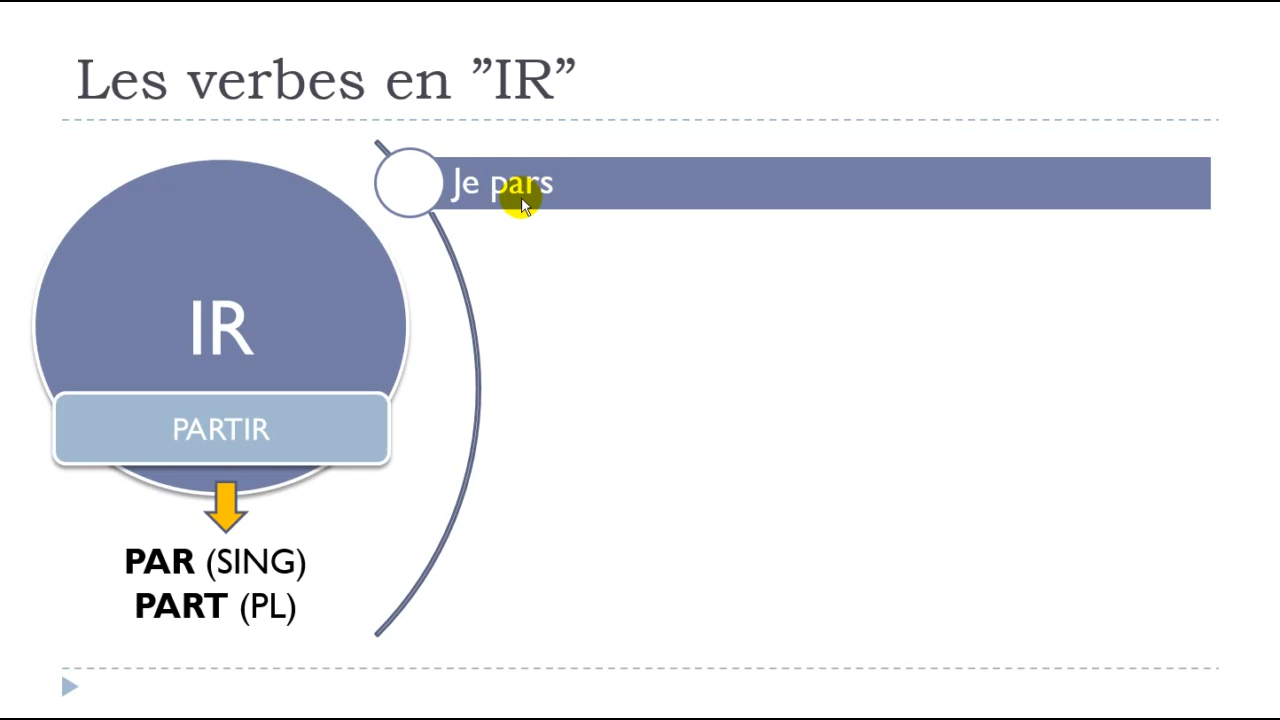 Les verbes en ”IR”
Je pars
IR
PARTIR
PAR (SING)
PART (PL)